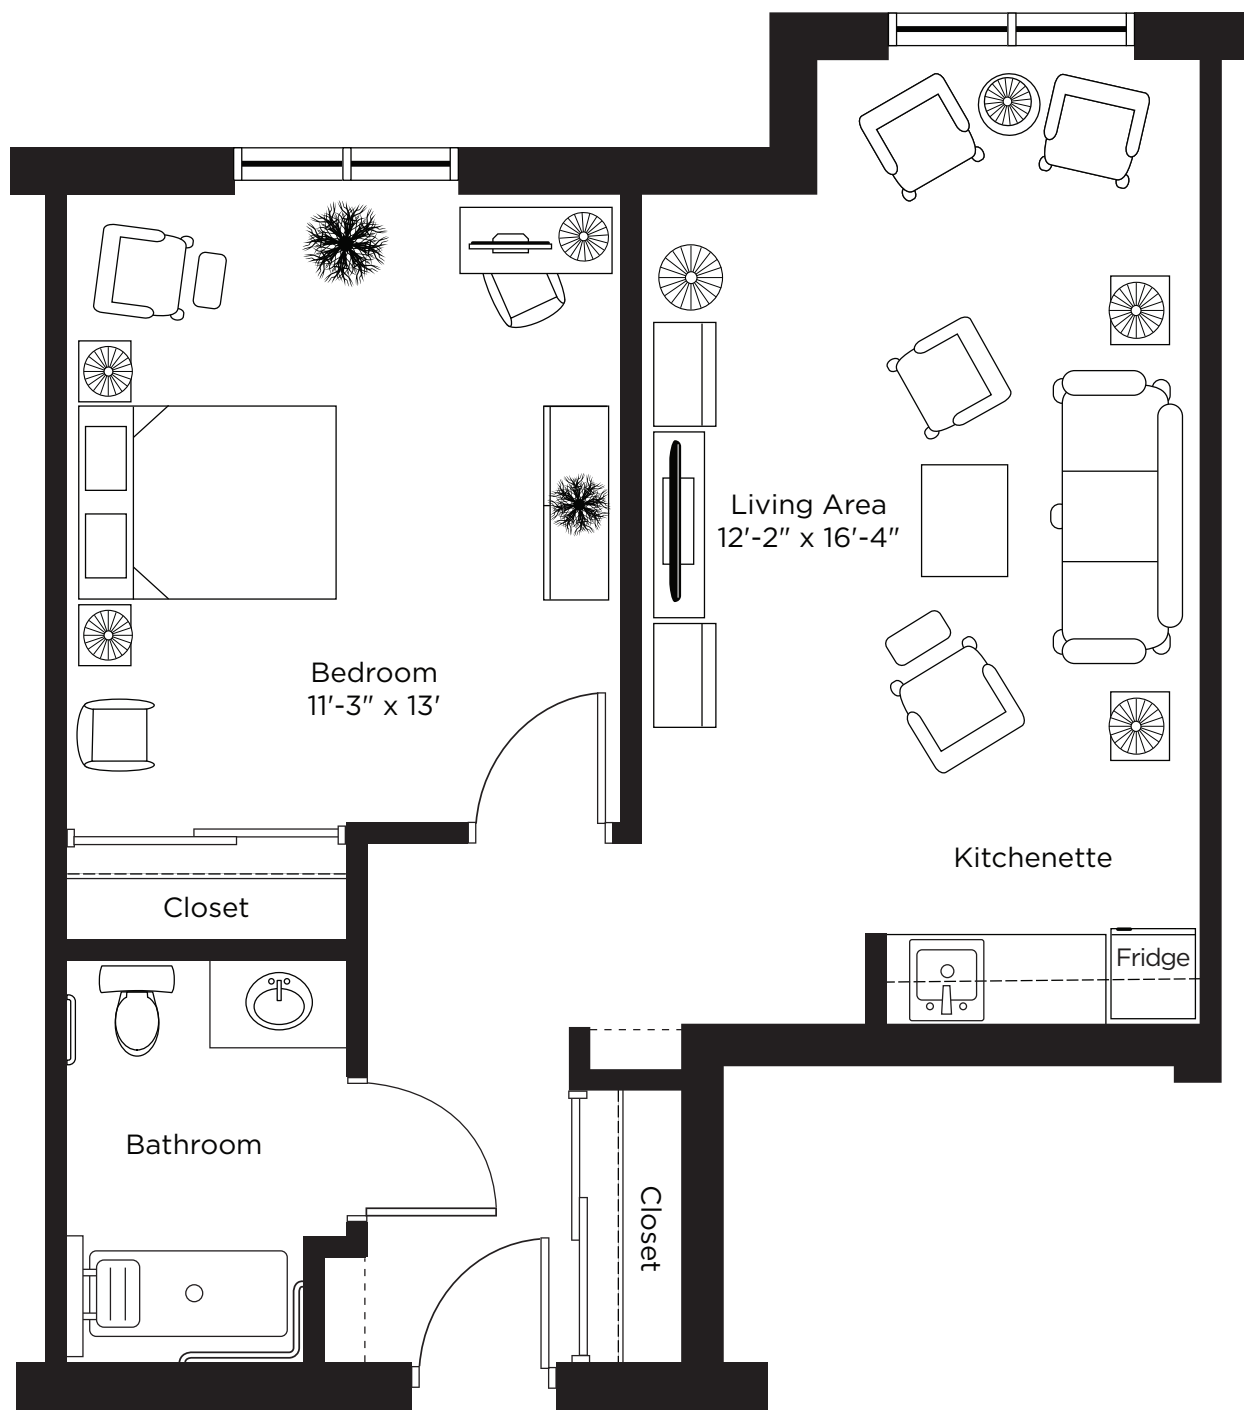 Living Area
12'-2" x 16'-4"
Bedroom
11'-3" x 13'
Kitchenette
Closet
Fridge
Bathroom
Closet